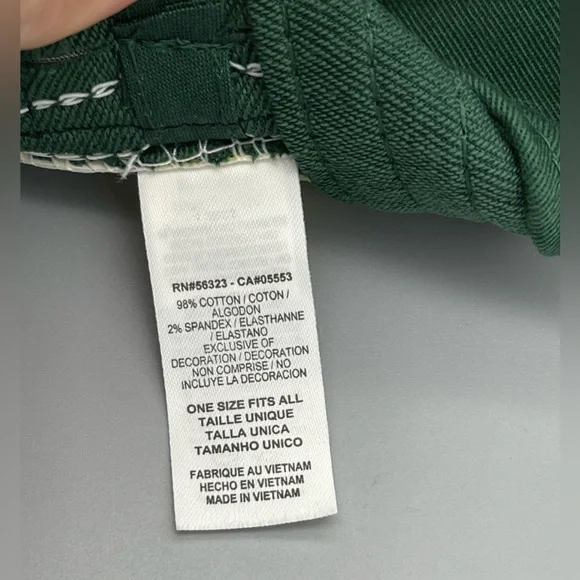 RN#56323 - CA#05553
98% COTTON / COTON /
ALGODON
2% SPANDEX / ELASTHANNE
/ ELASTANO
EXCLUSIVE OF
DECORATION / DECORATION
NON COMPRISE / NO
INCLUYE LA DECORACION
ONE SIZE FITS ALL
TAILLE UNIQUE
TALLA UNICA
TAMANHO UNICO
FABRIQUE AU VIETNAM
HECHO EN VIETNAM
MADE IN VIETNAM